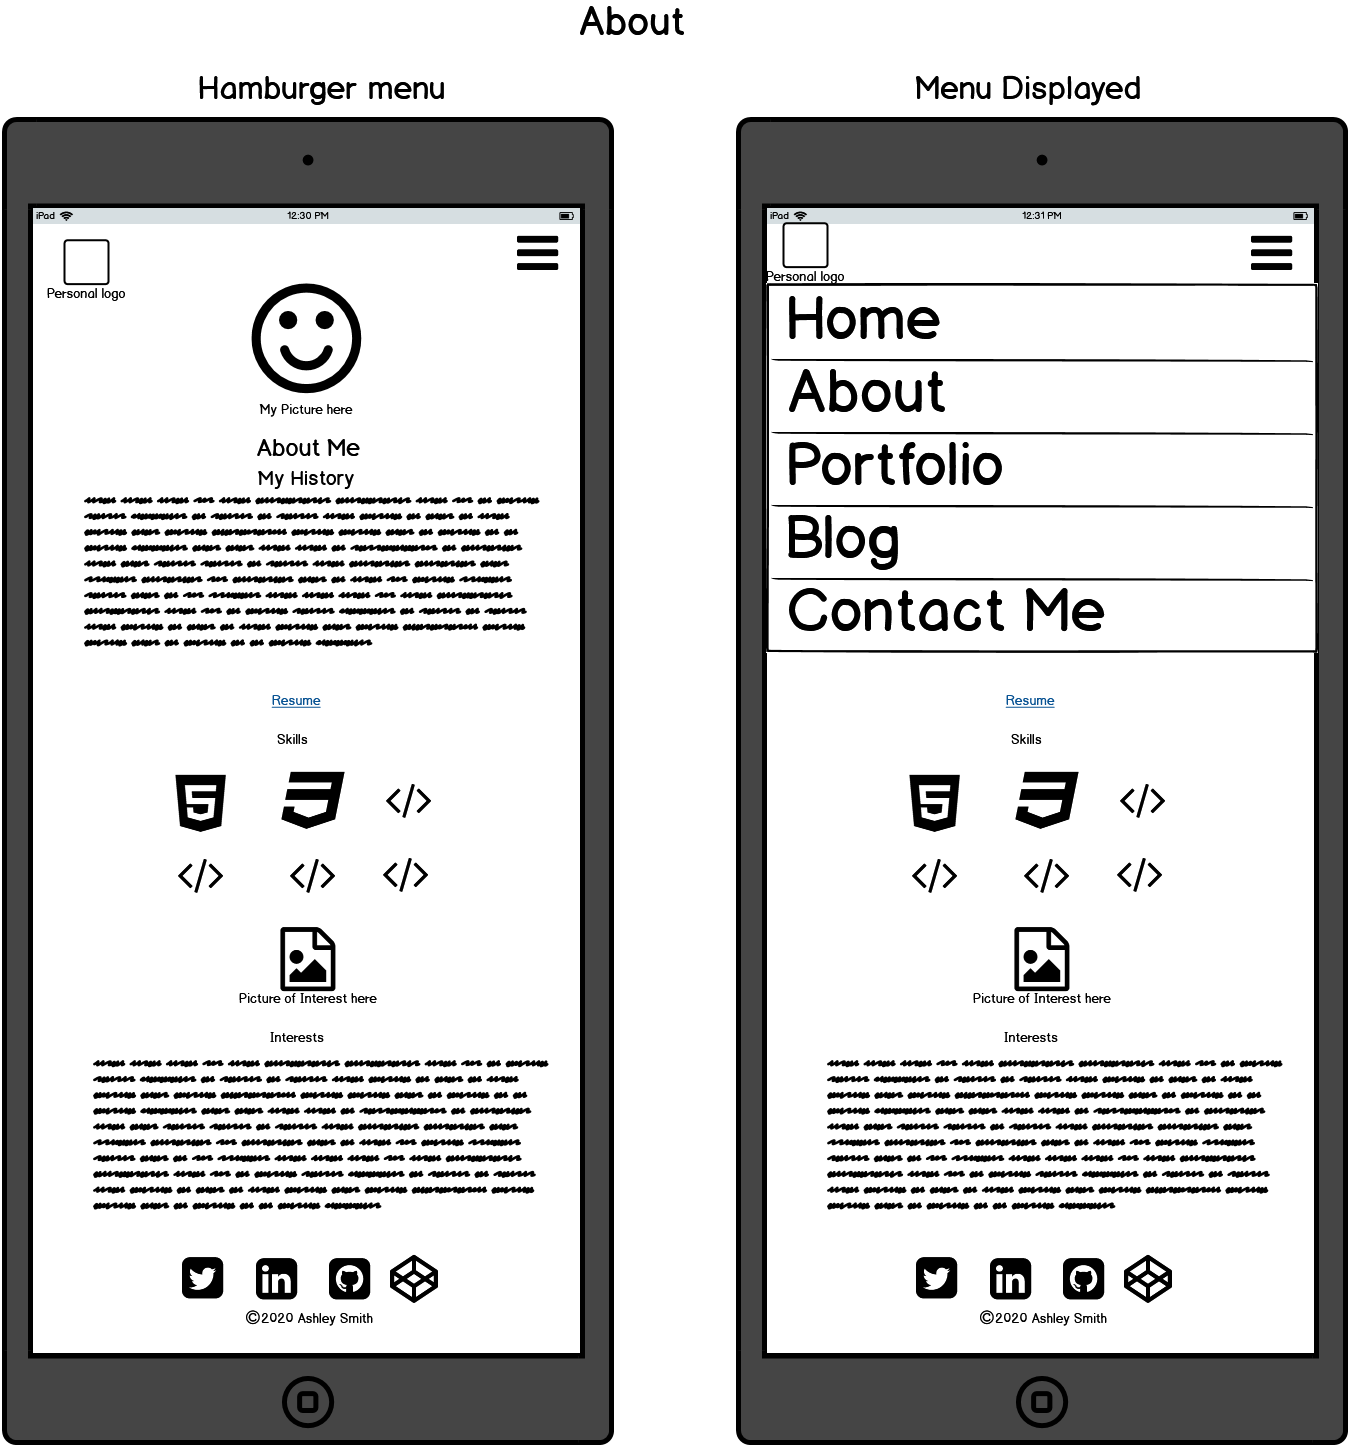 About
Hamburger menu
Menu Displayed
iPad
12:30 PM
Personal logo
My Picture here
About Me
My History
Resume
Skills
Picture of Interest here
Interests
in
©2020 Ashley Smith
iPad
12:31 PM
Personal logo
Home
About
Portfolio
Blog
Contact Me
Resume
Skills
Picture of Interest here
Interests
in
©2020 Ashley Smith